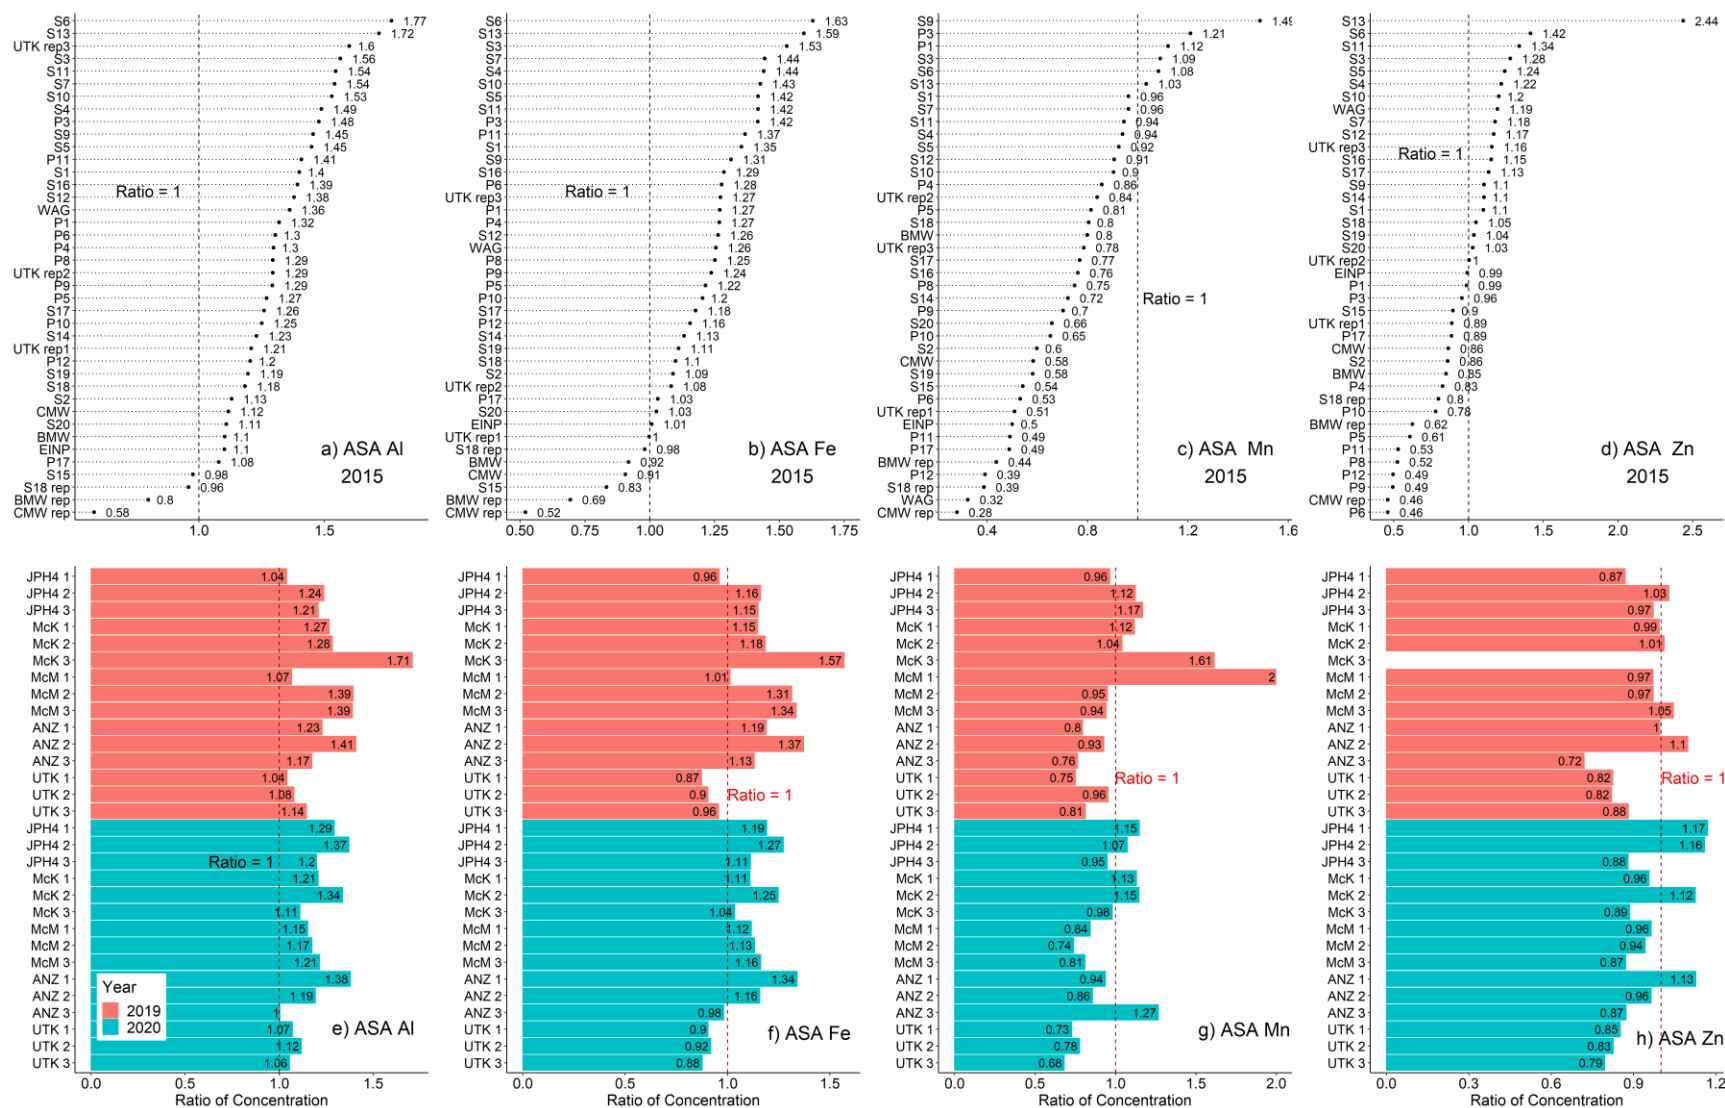 S6 1.77
S13 1.72
UTK rep3 1.6
S3 1.56
S11 1.54
S7 1.54
S10 1.53
S4 1.49
P3 1.48
S9 1.45
S5 1.45
P11 1.41
S1 1.4
S16 1.39
Ratio = 1
S12 1.38
WAG 1.36
P1 1.32
P6 1.3
P4 1.3
P8 1.29
UTK rep2 1.29
P9 1.29
P5 1.27
S17 1.26
P10 1.25
S14 1.23
UTK rep1 1.21
P12 1.2
S19 1.19
S18 1.18
S2 1.13
CMW 1.12
S20 1.11
BMW 1.1
EINP 1.1
P17 1.08
S15 0.98
S18 rep 0.96
BMW rep 0.8
CMW rep 0.58
a) ASA Al
2015
1.0 1.5
S6 1.63
S13 1.59
S3 1.53
S7 1.44
S4 1.44
S10 1.43
S5 1.42
S11 1.42
P3 1.42
P11 1.37
S1 1.35
S9 1.31
S16 1.29
P6 1.28
Ratio = 1
UTK rep3 1.27
P1 1.27
P4 1.27
S12 1.26
WAG 1.26
P8 1.25
P9 1.24
P5 1.22
P10 1.2
S17 1.18
P12 1.16
S14 1.13
S19 1.11
S18 1.1
S2 1.09
UTK rep2 1.08
P17 1.03
S20 1.03
EINP 1.01
UTK rep1 1
S18 rep 0.98
BMW 0.92
CMW 0.91
S15 0.83
BMW rep 0.69
CMW rep 0.52
b) ASA Fe
2015
0.50 0.75 1.00 1.25 1.50 1.75
S9 1.49
P3 1.21
P1 1.12
S3 1.09
S6 1.08
S13 1.03
S1 0.96
S7 0.96
S11 0.94
S4 0.94
S5 0.92
S12 0.91
S10 0.9
P4 0.86
UTK rep2 0.84
P5 0.81
S18 0.8
BMW 0.8
UTK rep3 0.78
S17 0.77
S16 0.76
P8 0.75
S14 0.72
Ratio = 1
P9 0.7
S20 0.66
P10 0.65
S2 0.6
CMW 0.58
S19 0.58
S15 0.54
P6 0.53
UTK rep1 0.51
EINP 0.5
P11 0.49
P17 0.49
BMW rep 0.44
P12 0.39
S18 rep 0.39
WAG 0.32
CMW rep 0.28
c) ASA Mn
2015
0.4 0.8 1.2 1.6
S13 2.44
S6 1.42
S11 1.34
S3 1.28
S5 1.24
S4 1.22
S10 1.2
WAG 1.19
S7 1.18
S12 1.17
UTK rep3 1.16
Ratio = 1
S16 1.15
S17 1.13
S9 1.1
S14 1.1
S1 1.1
S18 1.05
S19 1.04
S20 1.03
UTK rep2 1
EINP 0.99
P1 0.99
P3 0.96
S15 0.9
UTK rep1 0.89
P17 0.89
CMW 0.86
S2 0.86
BMW 0.85
P4 0.83
S18 rep 0.8
P10 0.78
BMW rep 0.62
P5 0.61
P11 0.53
P8 0.52
P12 0.49
P9 0.49
CMW rep 0.46
P6 0.46
d) ASA Zn
2015
0.5 1.0 1.5 2.0 2.5
JPH4 1 1.04
JPH4 2 1.24
JPH4 3 1.21
McK 1 1.27
McK 2 1.28
McK 3 1.71
McM 1 1.07
McM 2 1.39
McM 3 1.39
ANZ 1 1.23
ANZ 2 1.41
ANZ 3 1.17
UTK 1 1.04
UTK 2 1.08
UTK 3 1.14
JPH4 1 1.29
JPH4 2 1.37
JPH4 3 Ratio = 1 1.2
McK 1 1.21
McK 2 1.34
McK 3 1.11
McM 1 1.15
McM 2 1.17
McM 3 1.21
ANZ 1 1.38
ANZ 2 1.19
ANZ 3 1
UTK 1 1.07
UTK 2 1.12
UTK 3 1.06
Year
2019
2020
e) ASA Al
0.0 0.5 1.0 1.5
Ratio of Concentration
JPH4 1 0.96
JPH4 2 1.16
JPH4 3 1.15
McK 1 1.15
McK 2 1.18
McK 3 1.57
McM 1 1.01
McM 2 1.31
McM 3 1.34
ANZ 1 1.19
ANZ 2 1.37
ANZ 3 1.13
UTK 1 0.87
UTK 2 0.9 Ratio = 1
UTK 3 0.96
JPH4 1 1.19
JPH4 2 1.27
JPH4 3 1.11
McK 1 1.11
McK 2 1.25
McK 3 1.04
McM 1 1.12
McM 2 1.13
McM 3 1.16
ANZ 1 1.34
ANZ 2 1.16
ANZ 3 0.98
UTK 1 0.9
UTK 2 0.92
UTK 3 0.88
f) ASA Fe
0.0 0.5 1.0 1.5
Ratio of Concentration
JPH4 1 0.96
JPH4 2 1.12
JPH4 3 1.17
McK 1 1.12
McK 2 1.04
McK 3 1.61
McM 1 2
McM 2 0.95
McM 3 0.94
ANZ 1 0.8
ANZ 2 0.93
ANZ 3 0.76
UTK 1 0.75 Ratio = 1
UTK 2 0.96
UTK 3 0.81
JPH4 1 1.15
JPH4 2 1.07
JPH4 3 0.95
McK 1 1.13
McK 2 1.15
McK 3 0.98
McM 1 0.84
McM 2 0.74
McM 3 0.81
ANZ 1 0.94
ANZ 2 0.86
ANZ 3 1.27
UTK 1 0.73
UTK 2 0.78
UTK 3 0.68
g) ASA Mn
0.0 0.5 1.0 1.5 2.0
Ratio of Concentration
JPH4 1 0.87
JPH4 2 1.03
JPH4 3 0.97
McK 1 0.99
McK 2 1.01
McK 3
McM 1 0.97
McM 2 0.97
McM 3 1.05
ANZ 1 1
ANZ 2 1.1
ANZ 3 0.72
UTK 1 0.82 Ratio = 1
UTK 2 0.82
UTK 3 0.88
JPH4 1 1.17
JPH4 2 1.16
JPH4 3 0.88
McK 1 0.96
McK 2 1.12
McK 3 0.89
McM 1 0.96
McM 2 0.94
McM 3 0.87
ANZ 1 1.13
ANZ 2 0.96
ANZ 3 0.87
UTK 1 0.85
UTK 2 0.83
UTK 3 0.79
h) ASA Zn
0.0 0.3 0.6 0.9 1.2
Ratio of Concentration